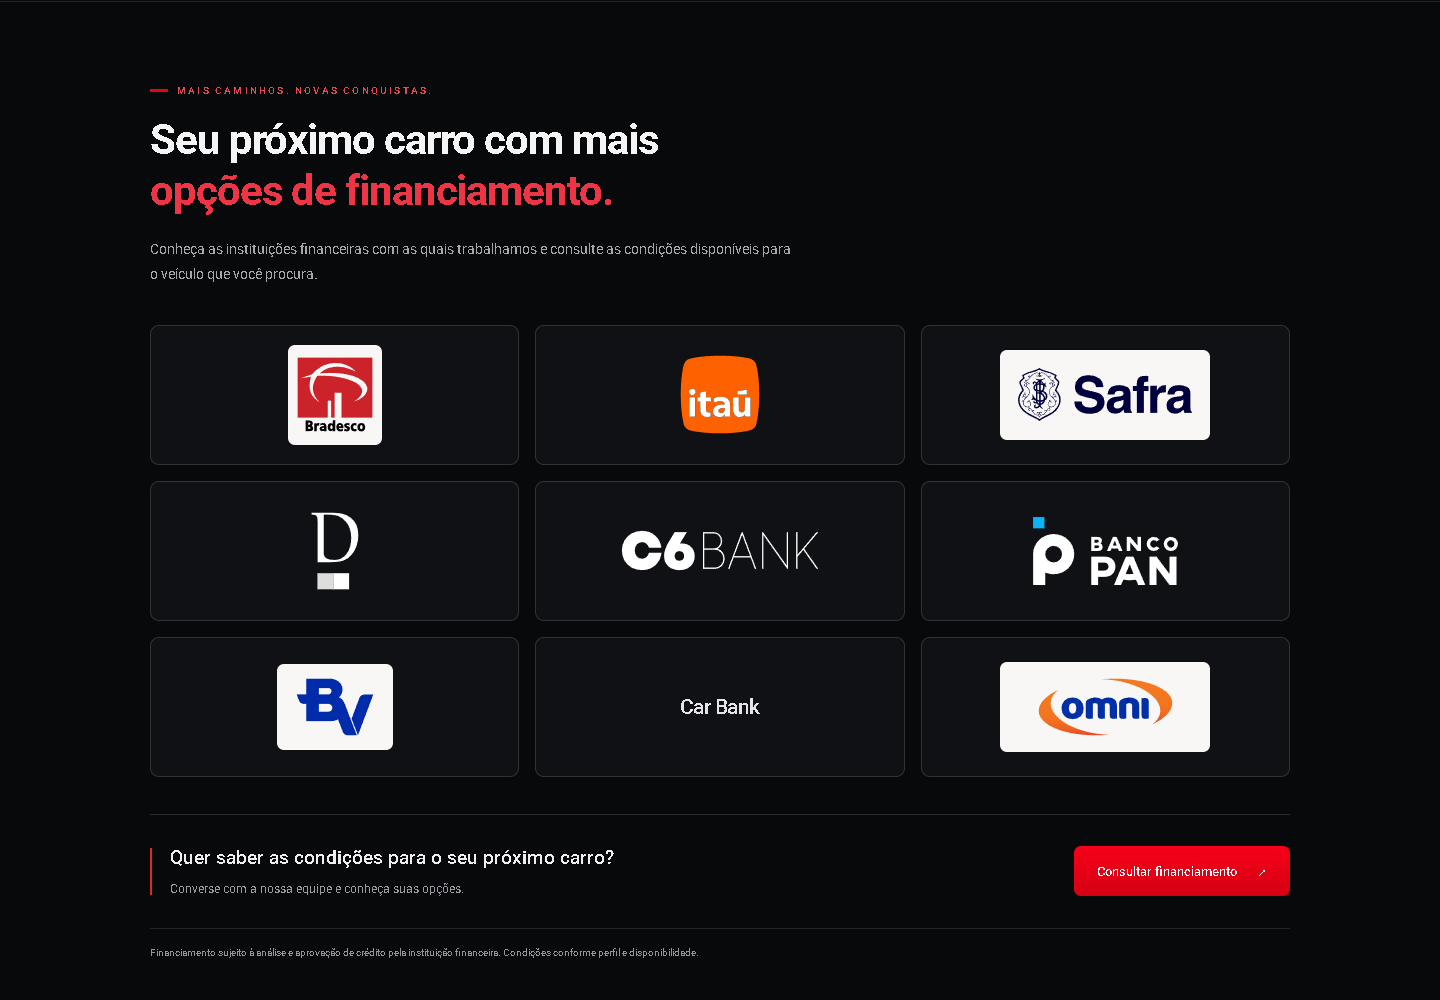 MAIS CAMINHOS. NOVAS CONQUISTAS.
Seu próximo carro com mais
opções de financiamento.
Conheça as instituições financeiras com as quais trabalhamos e consulte as condições disponíveis para
o veículo que você procura.
Bradesco
itaú
Safra
D
C6 BANK
BANCO
PAN
BV
Car Bank
omni
Quer saber as condições para o seu próximo carro?
Converse com a nossa equipe e conheça suas opções.
Consultar financiamento
Financiamento sujeito à análise e aprovação de crédito pela instituição financeira. Condições conforme perfil e disponibilidade.